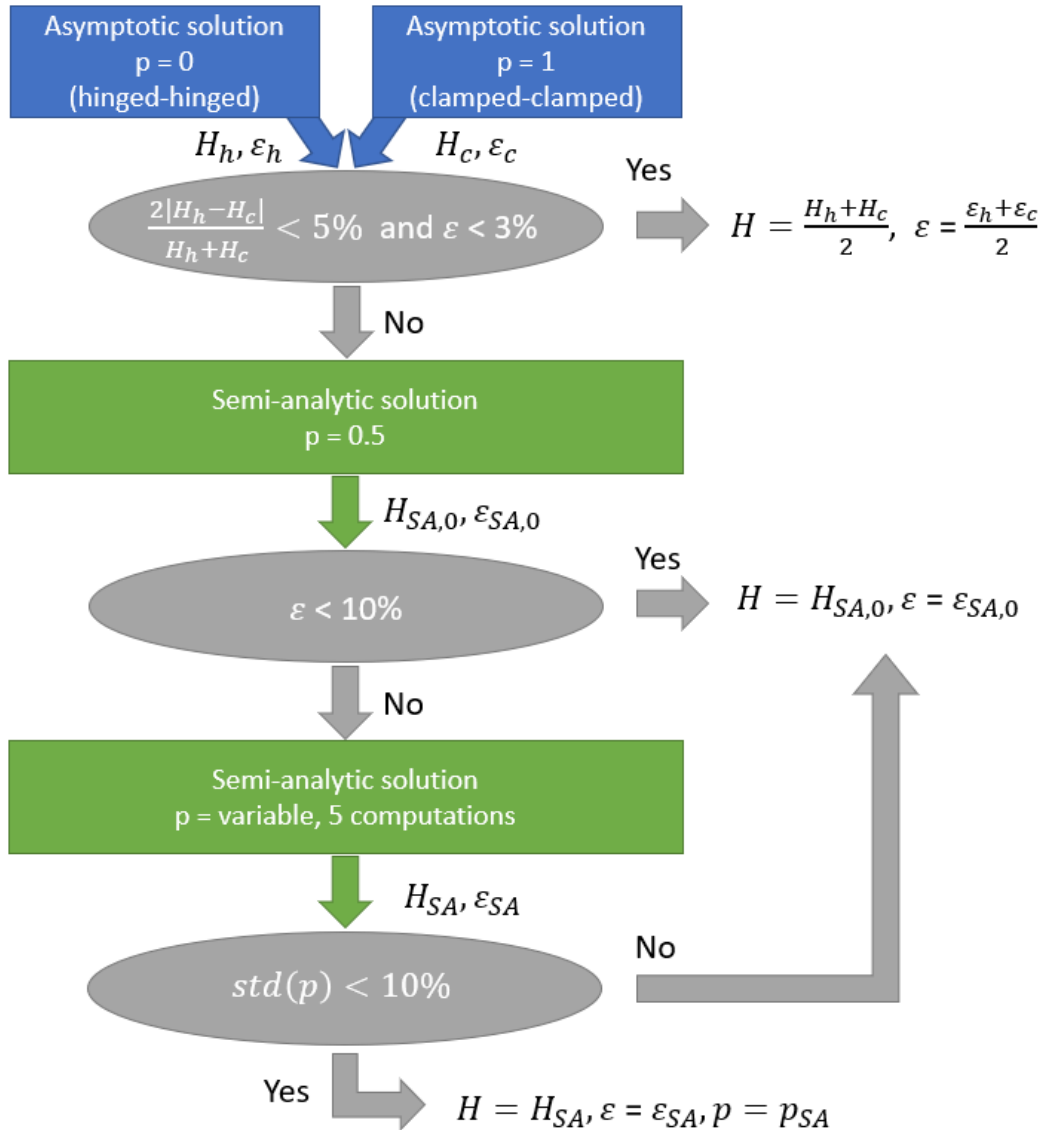 Asymptotic solution
p = 0
(hinged-hinged)
Asymptotic solution
p = 1
(clamped-clamped)
H_h, ε_h
H_c, ε_c
2|H_h−H_c| / H_h+H_c < 5% and ε < 3%
Yes
H = H_h+H_c / 2, ε = ε_h+ε_c / 2
No
Semi-analytic solution
p = 0.5
H_SA,0, ε_SA,0
ε < 10%
Yes
H = H_SA,0, ε = ε_SA,0
No
Semi-analytic solution
p = variable, 5 computations
H_SA, ε_SA
std(p) < 10%
No
Yes
H = H_SA, ε = ε_SA, p = p_SA